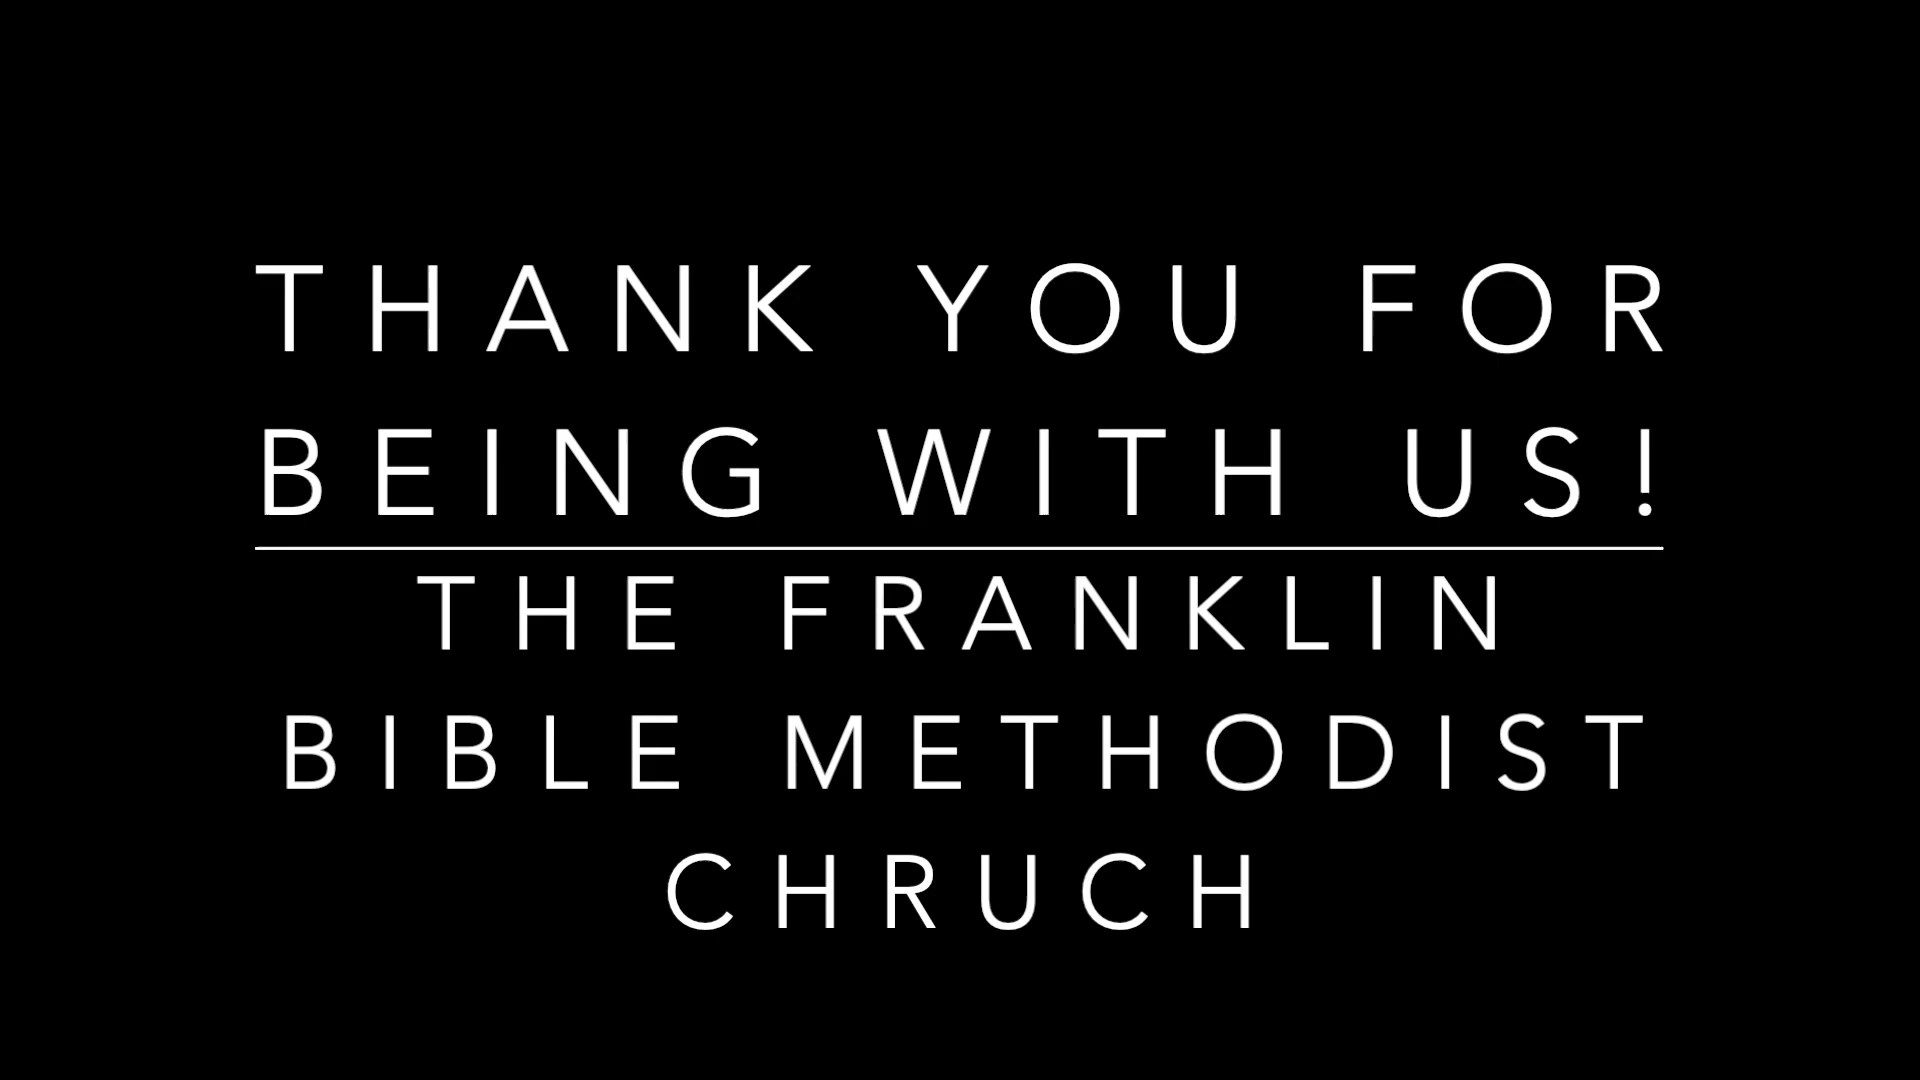 THANK YOU FOR
BEING WITH US!
THE FRANKLIN
BIBLE METHODIST
CHRUCH